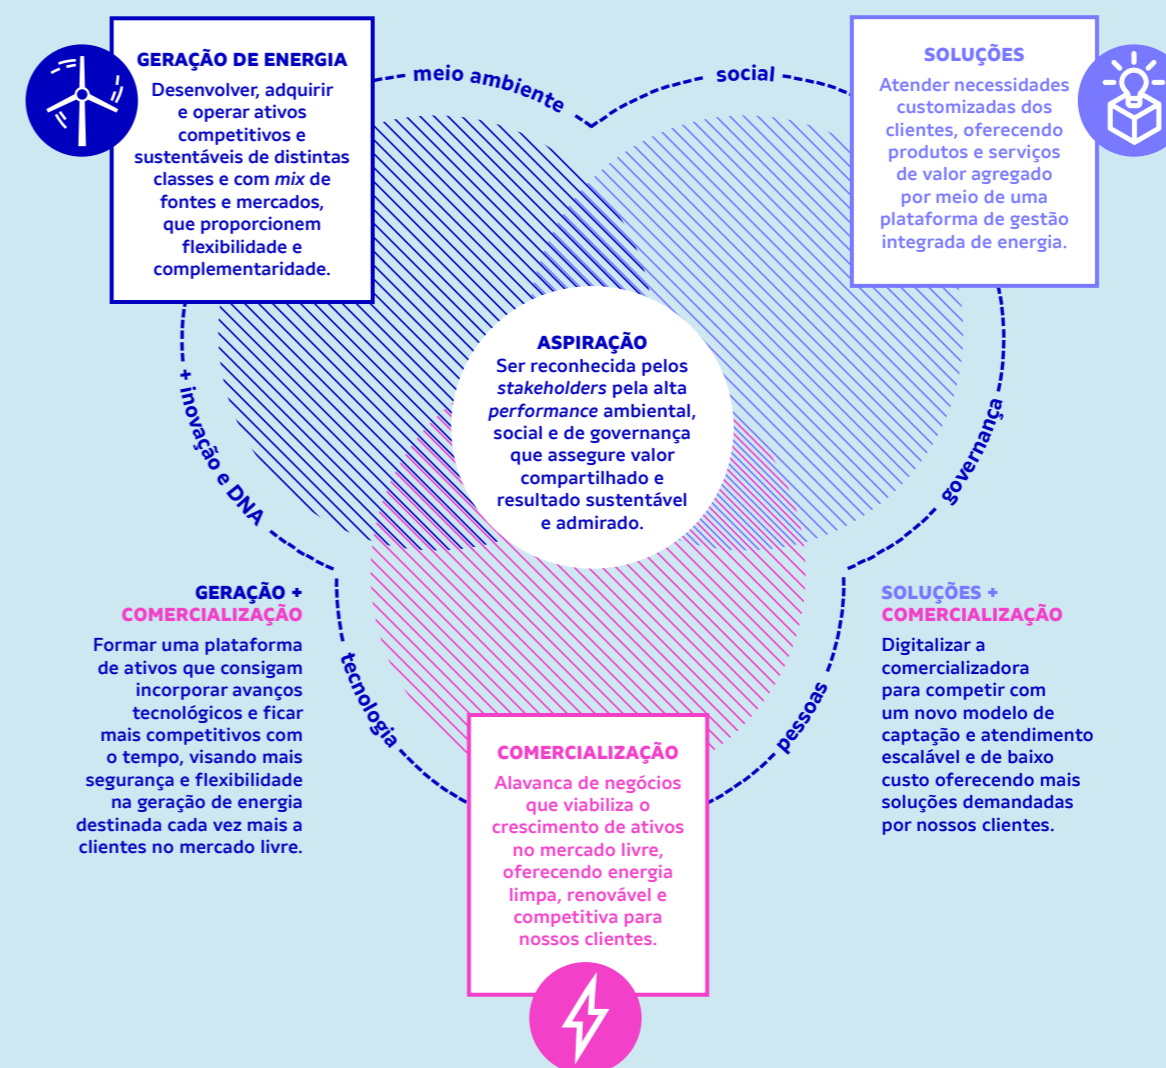 GERAÇÃO DE ENERGIA
Desenvolver, adquirir
e operar ativos
competitivos e
sustentáveis de distintas
classes e com mix de
fontes e mercados,
que proporcionem
flexibilidade e
complementaridade.
meio ambiente
social
SOLUÇÕES
Atender necessidades
customizadas dos
clientes, oferecendo
produtos e serviços
de valor agregado
por meio de uma
plataforma de gestão
integrada de energia.
ASPIRAÇÃO
Ser reconhecida pelos
stakeholders pela alta
performance ambiental,
social e de governança
que assegure valor
compartilhado e
resultado sustentável
e admirado.
+ inovação e DNA
governança
GERAÇÃO +
COMERCIALIZAÇÃO
Formar uma plataforma
de ativos que consigam
incorporar avanços
tecnológicos e ficar
mais competitivos com
o tempo, visando mais
segurança e flexibilidade
na geração de energia
destinada cada vez mais a
clientes no mercado livre.
tecnologia
pessoas
SOLUÇÕES +
COMERCIALIZAÇÃO
Digitalizar a
comercializadora
para competir com
um novo modelo de
captação e atendimento
escalável e de baixo
custo oferecendo mais
soluções demandadas
por nossos clientes.
COMERCIALIZAÇÃO
Alavanca de negócios
que viabiliza o
crescimento de ativos
no mercado livre,
oferecendo energia
limpa, renovável e
competitiva para
nossos clientes.